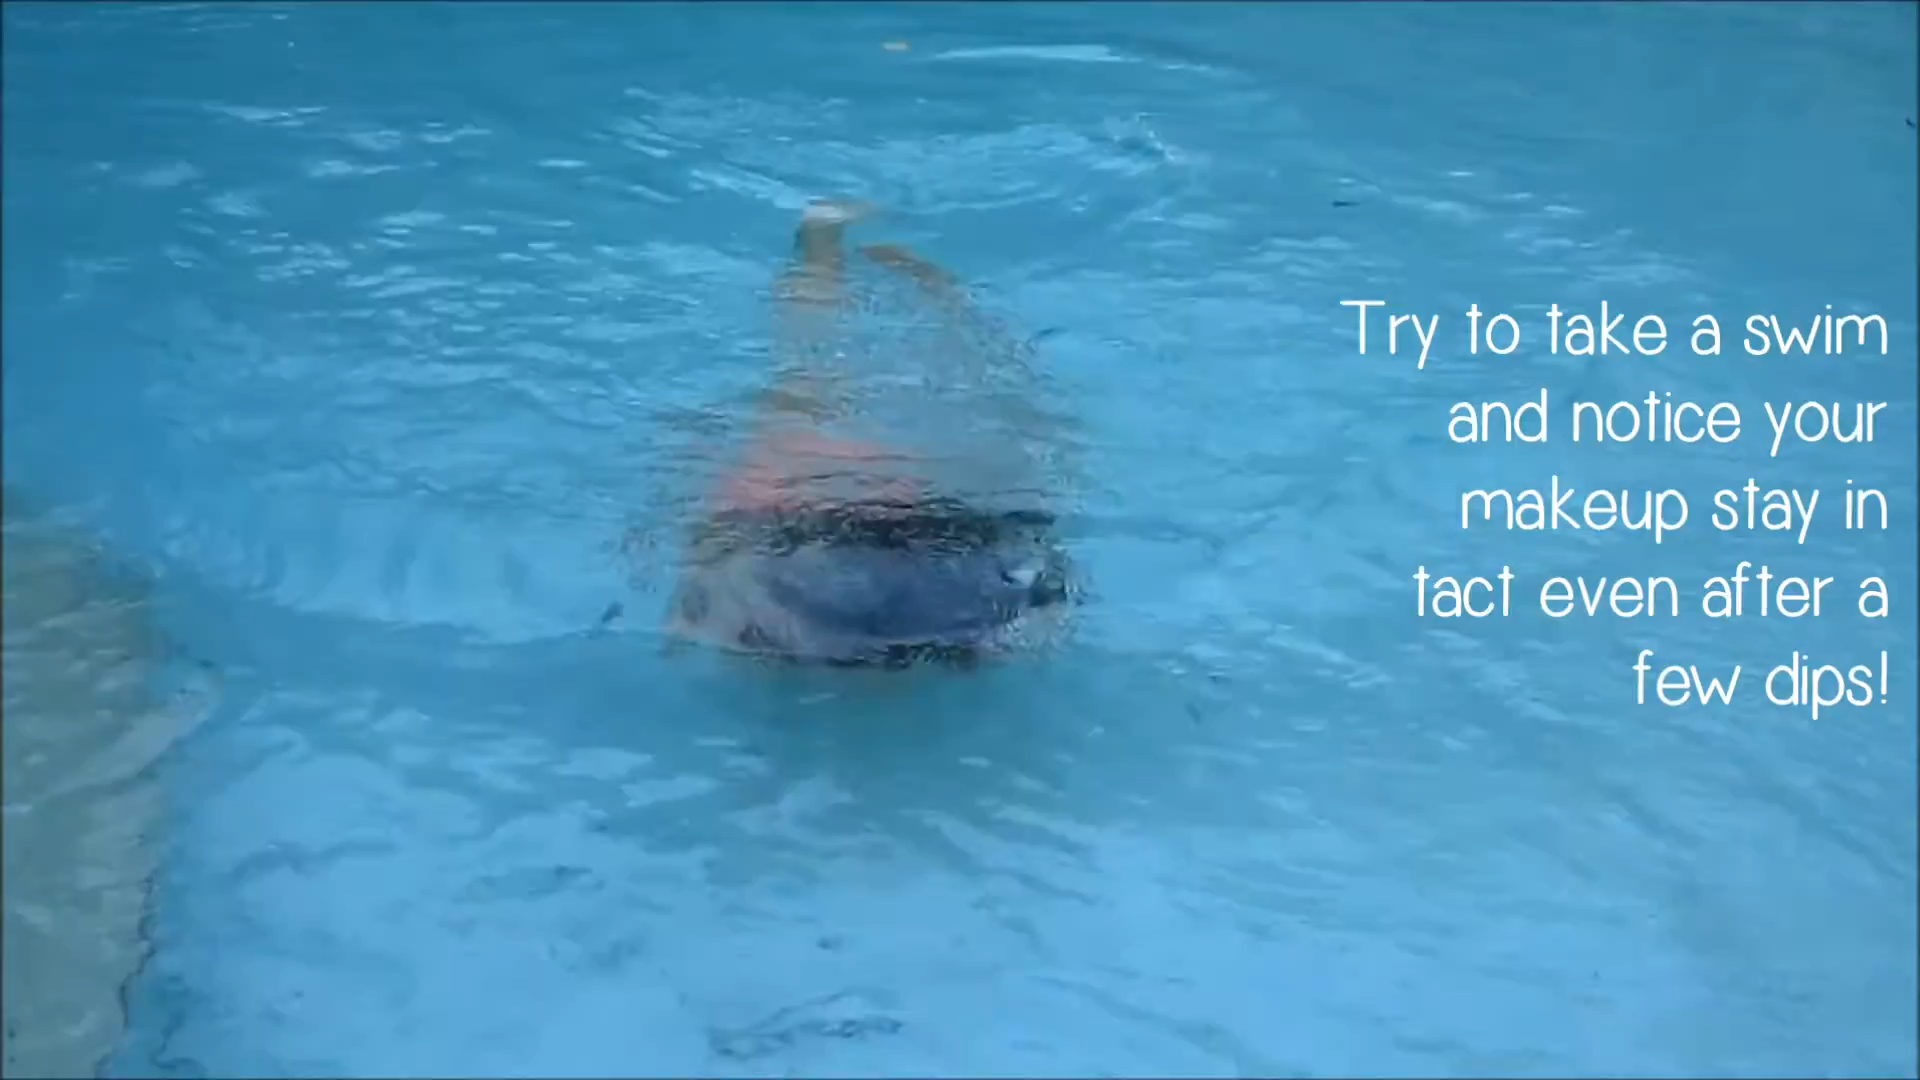 Try to take a swim
and notice your
makeup stay in
tact even after a
few dips!